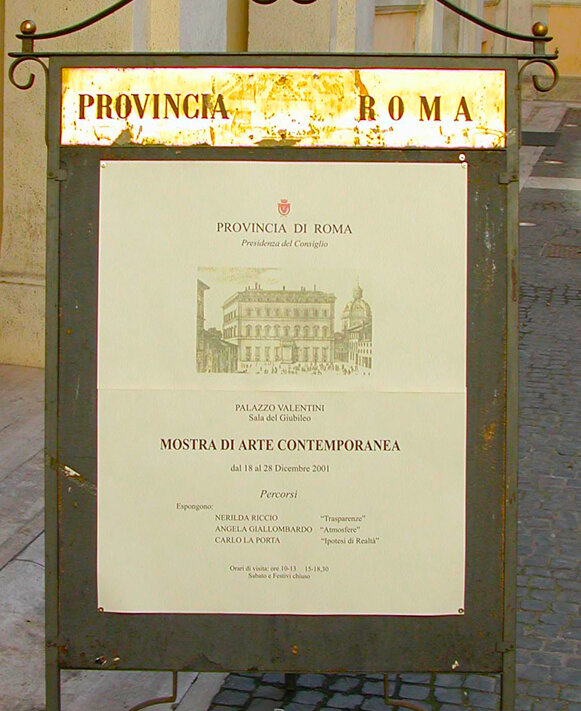 PROVINCIA ROMA
PROVINCIA DI ROMA
Presidenza del Consiglio
PALAZZO VALENTINI
Sala del Giubileo
MOSTRA DI ARTE CONTEMPORANEA
dal 18 al 28 Dicembre 2001
Percorsi
Espongono:
NERILDA RICCIO "Trasparenze"
ANGELA GIALLOMBARDO "Atmosfere"
CARLO LA PORTA "Ipotesi di Realtà"
Orari di visita: ore 10-13 15-18,30
Sabato e Festivi chiuso